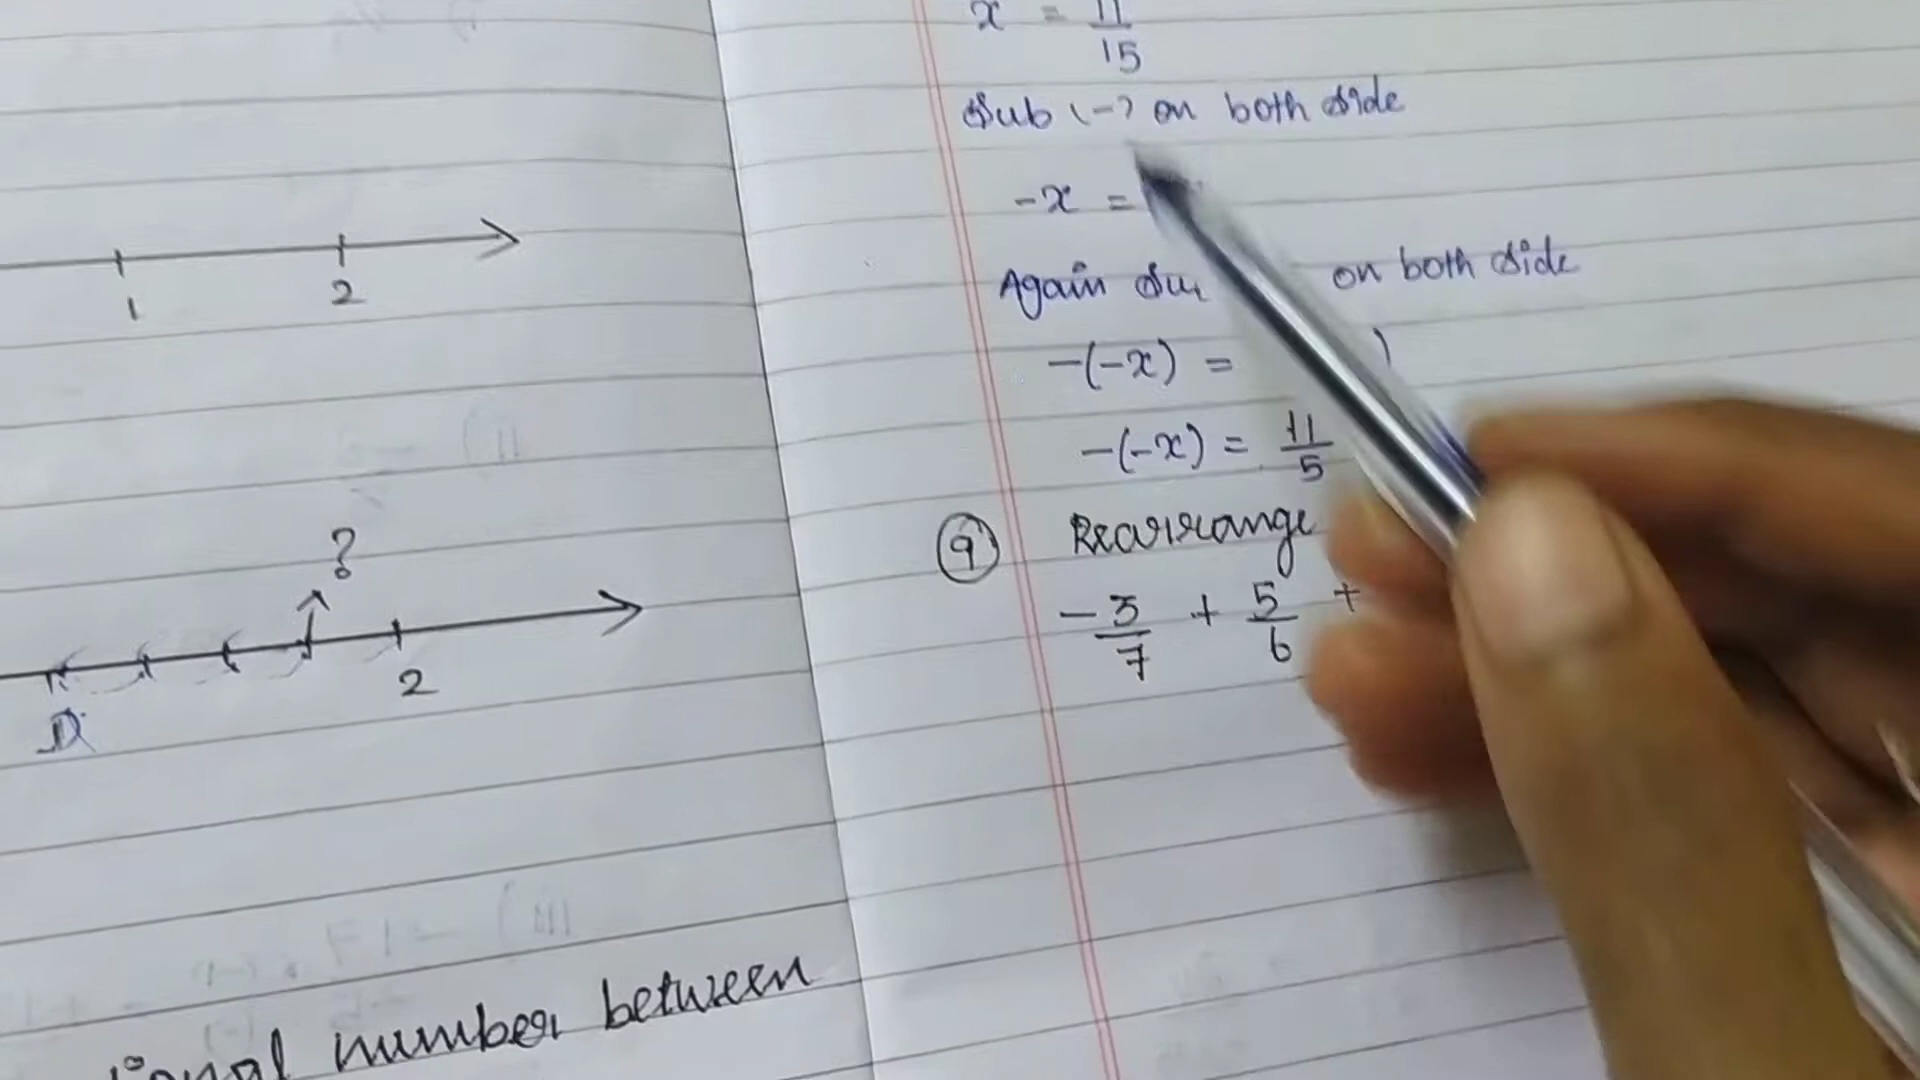 1 2
?
2
number between
x = 11/15
Sub (-) on both side
-x =
Again on both side
-(-x) = )
-(-x) = 11/5
9 Rearrange
-3/7 + 5/6 +